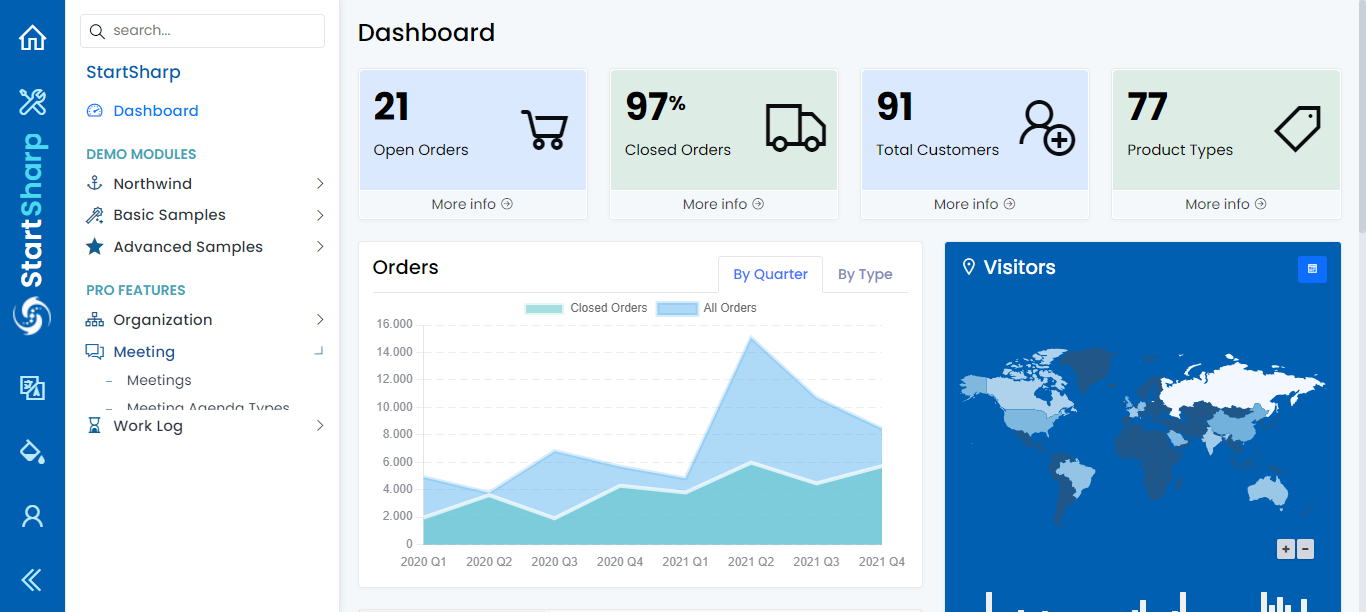 search...
StartSharp
Dashboard
DEMO MODULES
Northwind
Basic Samples
Advanced Samples
PRO FEATURES
Organization
Meeting
Meetings
Meeting Agenda Types
Work Log
StartSharp
Dashboard
21
Open Orders
More info
97%
Closed Orders
More info
91
Total Customers
More info
77
Product Types
More info
Orders
By Quarter
By Type
Closed Orders
All Orders
16.000
14.000
12.000
10.000
8.000
6.000
4.000
2.000
0
2020 Q1 2020 Q2 2020 Q3 2020 Q4 2021 Q1 2021 Q2 2021 Q3 2021 Q4
Visitors
+ −